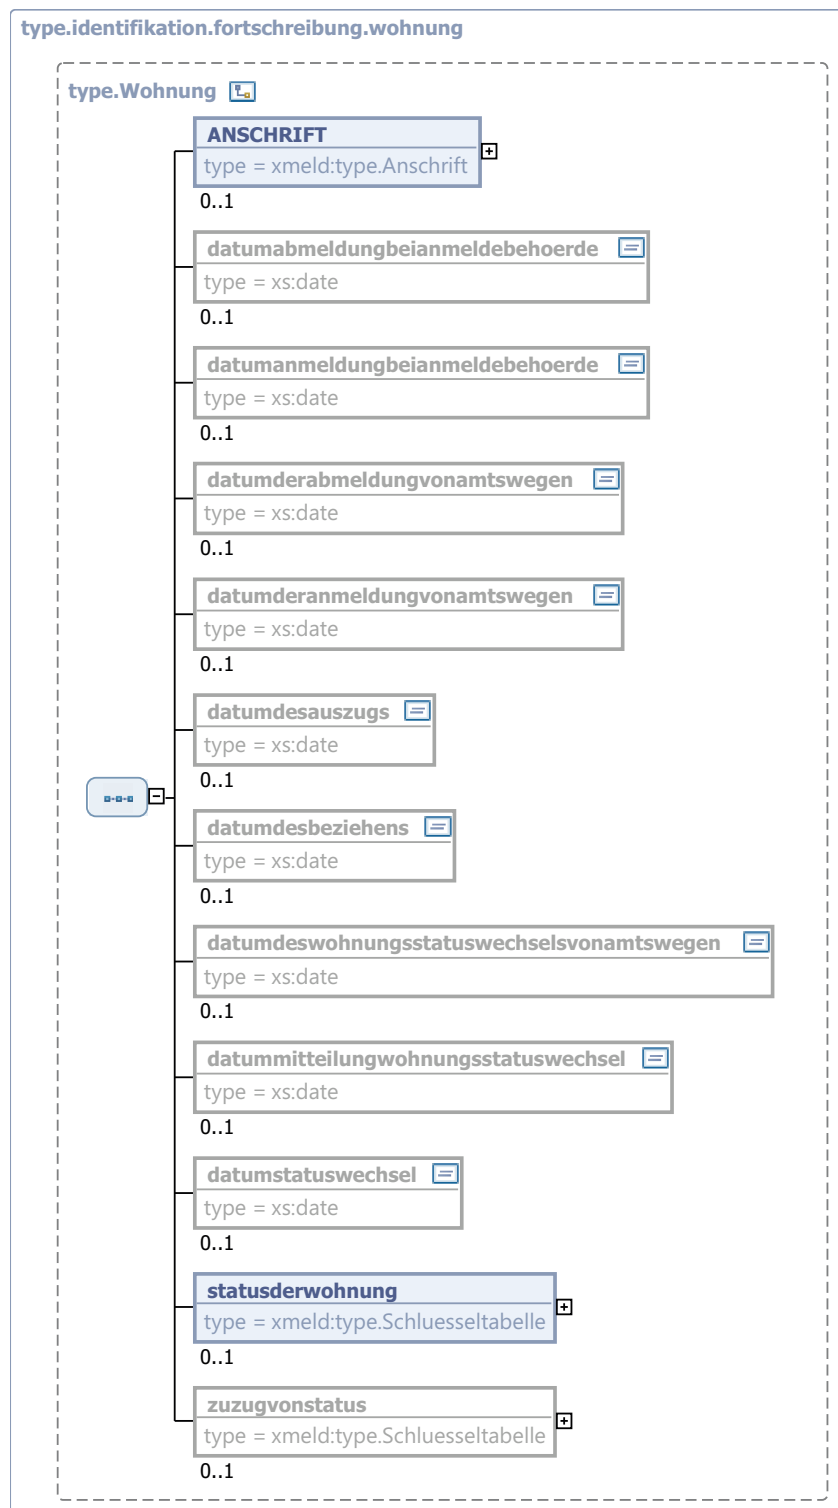 type.identifikation.fortschreibung.wohnung
type.Wohnung
ANSCHRIFT
type = xmeld:type.Anschrift
0..1
datumabmeldungbeianmeldebehoerde
type = xs:date
0..1
datumanmeldungbeianmeldebehoerde
type = xs:date
0..1
datumderabmeldungvonamtswegen
type = xs:date
0..1
datumderanmeldungvonamtswegen
type = xs:date
0..1
datumdesauszugs
type = xs:date
0..1
datumdesbeziehens
type = xs:date
0..1
datumdeswohnungsstatuswechselsvonamtswegen
type = xs:date
0..1
datummitteilungwohnungsstatuswechsel
type = xs:date
0..1
datumstatuswechsel
type = xs:date
0..1
statusderwohnung
type = xmeld:type.Schluesseltabelle
0..1
zuzugvonstatus
type = xmeld:type.Schluesseltabelle
0..1